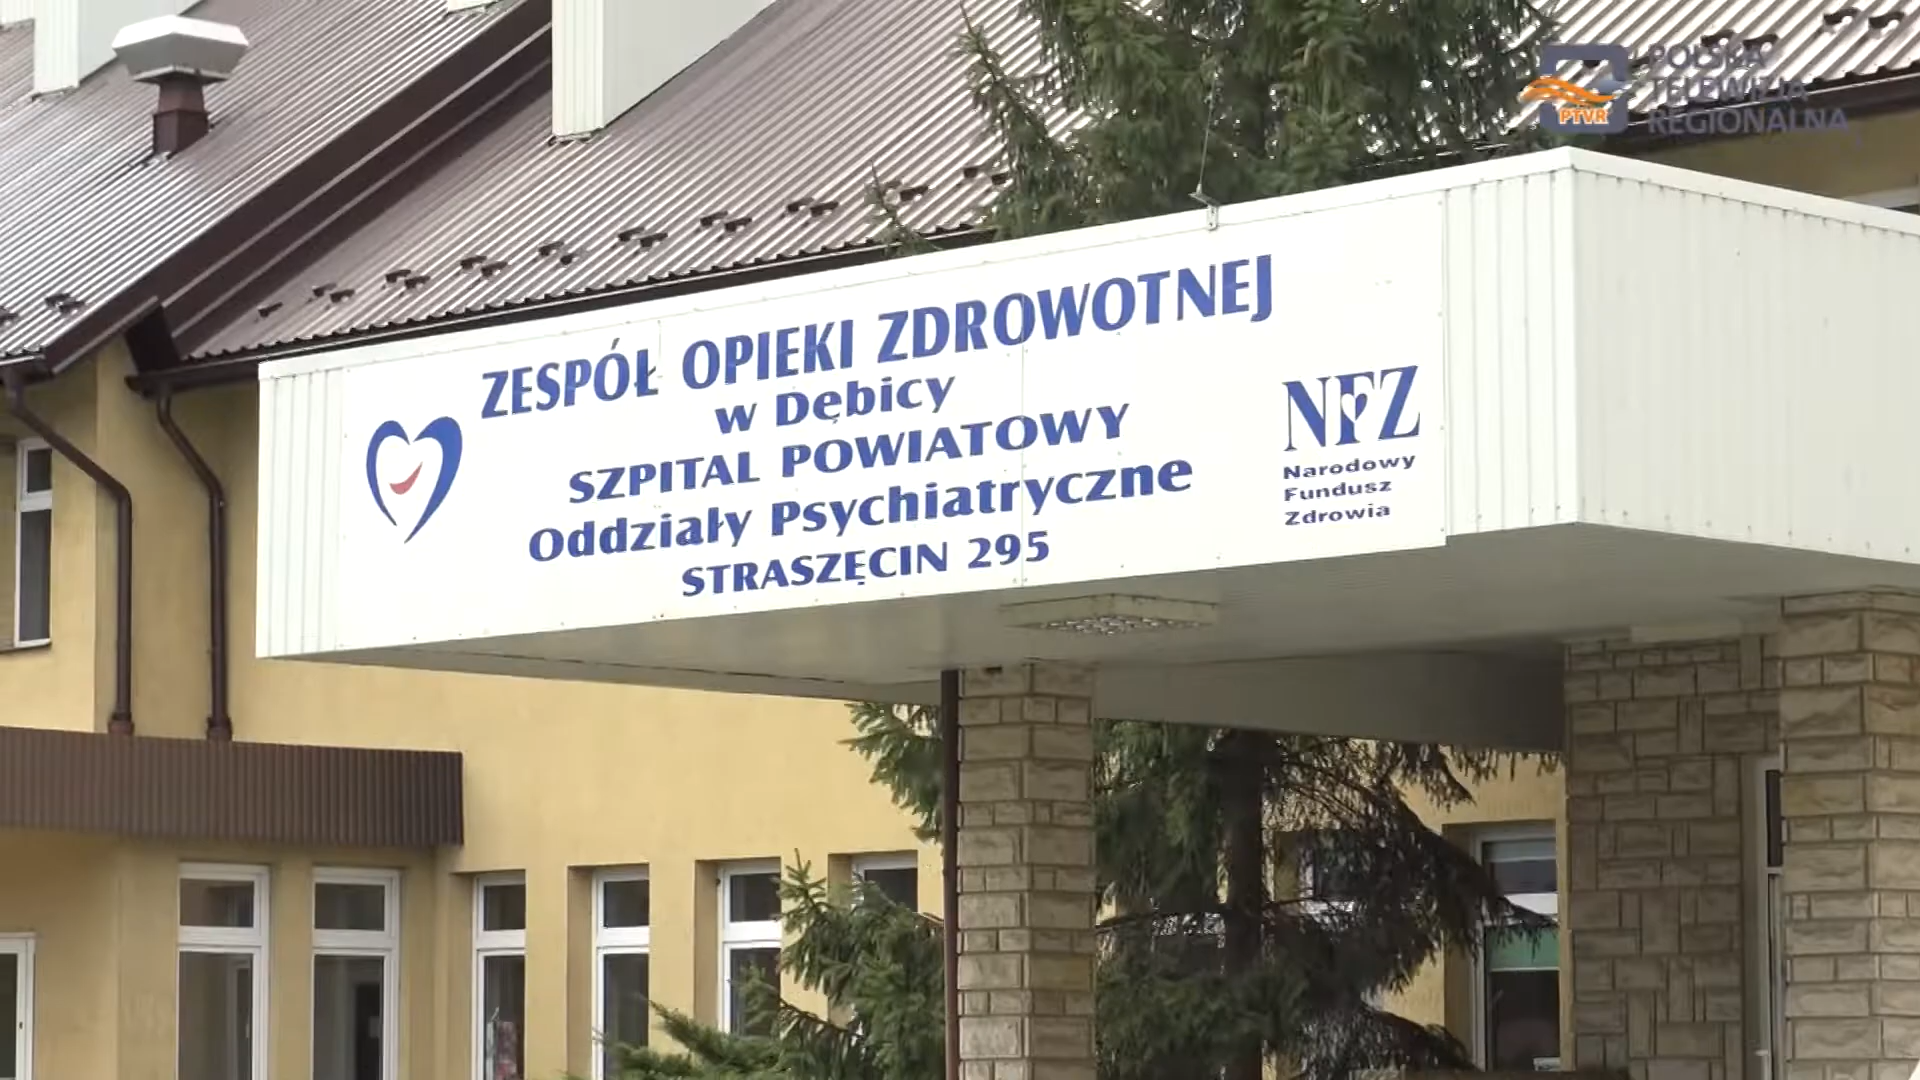 POLSKA
TELEWIZJA
REGIONALNA
PTVR
ZESPÓŁ OPIEKI ZDROWOTNEJ
w Dębicy
SZPITAL POWIATOWY
Oddziały Psychiatryczne
STRASZĘCIN 295
NFZ
Narodowy
Fundusz
Zdrowia